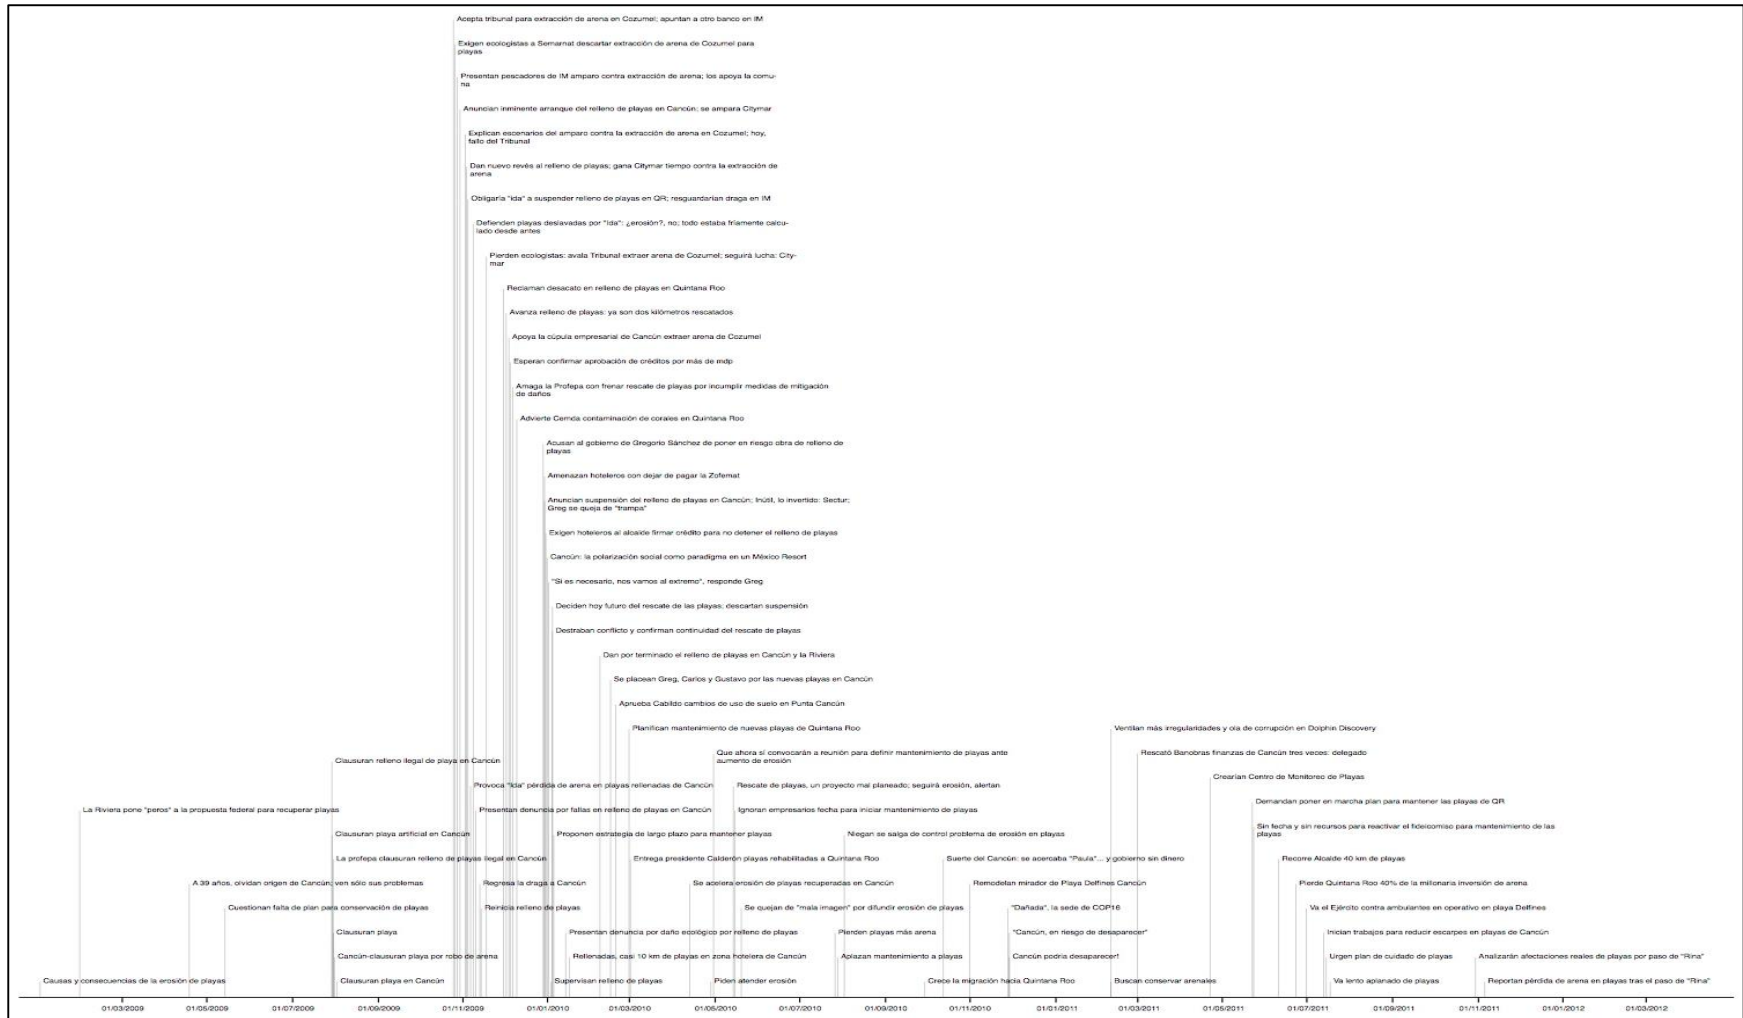 Acepta tribunal para extracción de arena en Cozumel; apuntan a otro banco en IM
Exigen ecologistas a Semarnat descartar extracción de arena de Cozumel para
playas
Presentan pescadores de IM amparo contra extracción de arena; los apoya la comu-
na
Anuncian inminente arranque del relleno de playas en Cancún; se ampara Citymar
Explican escenarios del amparo contra la extracción de arena en Cozumel; hoy,
fallo del Tribunal
Dan nuevo revés al relleno de playas; gana Citymar tiempo contra la extracción de
arena
Obligaría "Ida" a suspender relleno de playas en QR; resguardarían draga en IM
Defienden playas deslavadas por "Ida": ¿erosión?, no; todo estaba fríamente calcu-
lado desde antes
Pierden ecologistas: avala Tribunal extraer arena de Cozumel; seguirá lucha: City-
mar
Reclaman desacato en relleno de playas en Quintana Roo
Avanza relleno de playas: ya son dos kilómetros rescatados
Apoya la cúpula empresarial de Cancún extraer arena de Cozumel
Esperan confirmar aprobación de créditos por más de mdp
Amaga la Profepa con frenar rescate de playas por incumplir medidas de mitigación
de daños
Advierte Cemda contaminación de corales en Quintana Roo
Acusan al gobierno de Gregorio Sánchez de poner en riesgo obra de relleno de
playas
Amenazan hoteleros con dejar de pagar la Zofemat
Anuncian suspensión del relleno de playas en Cancún; Inútil, lo invertido: Sectur;
Greg se queja de "trampa"
Exigen hoteleros al alcalde firmar crédito para no detener el relleno de playas
Cancún: la polarización social como paradigma en un México Resort
"Si es necesario, nos vamos al extremo", responde Greg
Deciden hoy futuro del rescate de las playas; descartan suspensión
Destraban conflicto y confirman continuidad del rescate de playas
Dan por terminado el relleno de playas en Cancún y la Riviera
Se placean Greg, Carlos y Gustavo por las nuevas playas en Cancún
Aprueba Cabildo cambios de uso de suelo en Punta Cancún
Planifican mantenimiento de nuevas playas de Quintana Roo
Ventilan más irregularidades y ola de corrupción en Dolphin Discovery
Que ahora sí convocarán a reunión para definir mantenimiento de playas ante
aumento de erosión
Rescató Banobras finanzas de Cancún tres veces: delegado
Clausuran relleno ilegal de playa en Cancún
Crearían Centro de Monitoreo de Playas
Provoca "Ida" pérdida de arena en playas rellenadas de Cancún
Rescate de playas, un proyecto mal planeado; seguirá erosión, alertan
Demandan poner en marcha plan para mantener las playas de QR
La Riviera pone "peros" a la propuesta federal para recuperar playas
Presentan denuncia por fallas en relleno de playas en Cancún
Ignoran empresarios fecha para iniciar mantenimiento de playas
Sin fecha y sin recursos para reactivar el fideicomiso para mantenimiento de las
playas
Clausuran playa artificial en Cancún
Proponen estrategia de largo plazo para mantener playas
Niegan se salga de control problema de erosión en playas
La profepa clausuran relleno de playas ilegal en Cancún
Entrega presidente Calderón playas rehabilitadas a Quintana Roo
Suerte del Cancún: se acercaba "Paula"... y gobierno sin dinero
Recorre Alcalde 40 km de playas
A 39 años, olvidan origen de Cancún; ven sólo sus problemas
Regresa la draga a Cancún
Se acelera erosión de playas recuperadas en Cancún
Remodelan mirador de Playa Delfines Cancún
Pierde Quintana Roo 40% de la millonaria inversión de arena
Cuestionan falta de plan para conservación de playas
Reinicia relleno de playas
Se quejan de "mala imagen" por difundir erosión de playas
"Dañada", la sede de COP16
Va el Ejército contra ambulantes en operativo en playa Delfines
Clausuran playa
Presentan denuncia por daño ecológico por relleno de playas
Pierden playas más arena
"Cancún, en riesgo de desaparecer"
Inician trabajos para reducir escarpes en playas de Cancún
Cancún-clausuran playa por robo de arena
Rellenadas, casi 10 km de playas en zona hotelera de Cancún
Aplazan mantenimiento a playas
Cancún podría desaparecer!
Urgen plan de cuidado de playas
Analizarán afectaciones reales de playas por paso de "Rina"
Causas y consecuencias de la erosión de playas
Clausuran playa en Cancún
Supervisan relleno de playas
Piden atender erosión
Crece la migración hacia Quintana Roo
Buscan conservar arenales
Va lento aplanado de playas
Reportan pérdida de arena en playas tras el paso de "Rina"
01/03/2009 01/05/2009 01/07/2009 01/09/2009 01/11/2009 01/01/2010 01/03/2010 01/05/2010 01/07/2010 01/09/2010 01/11/2010 01/01/2011 01/03/2011 01/05/2011 01/07/2011 01/09/2011 01/11/2011 01/01/2012 01/03/2012